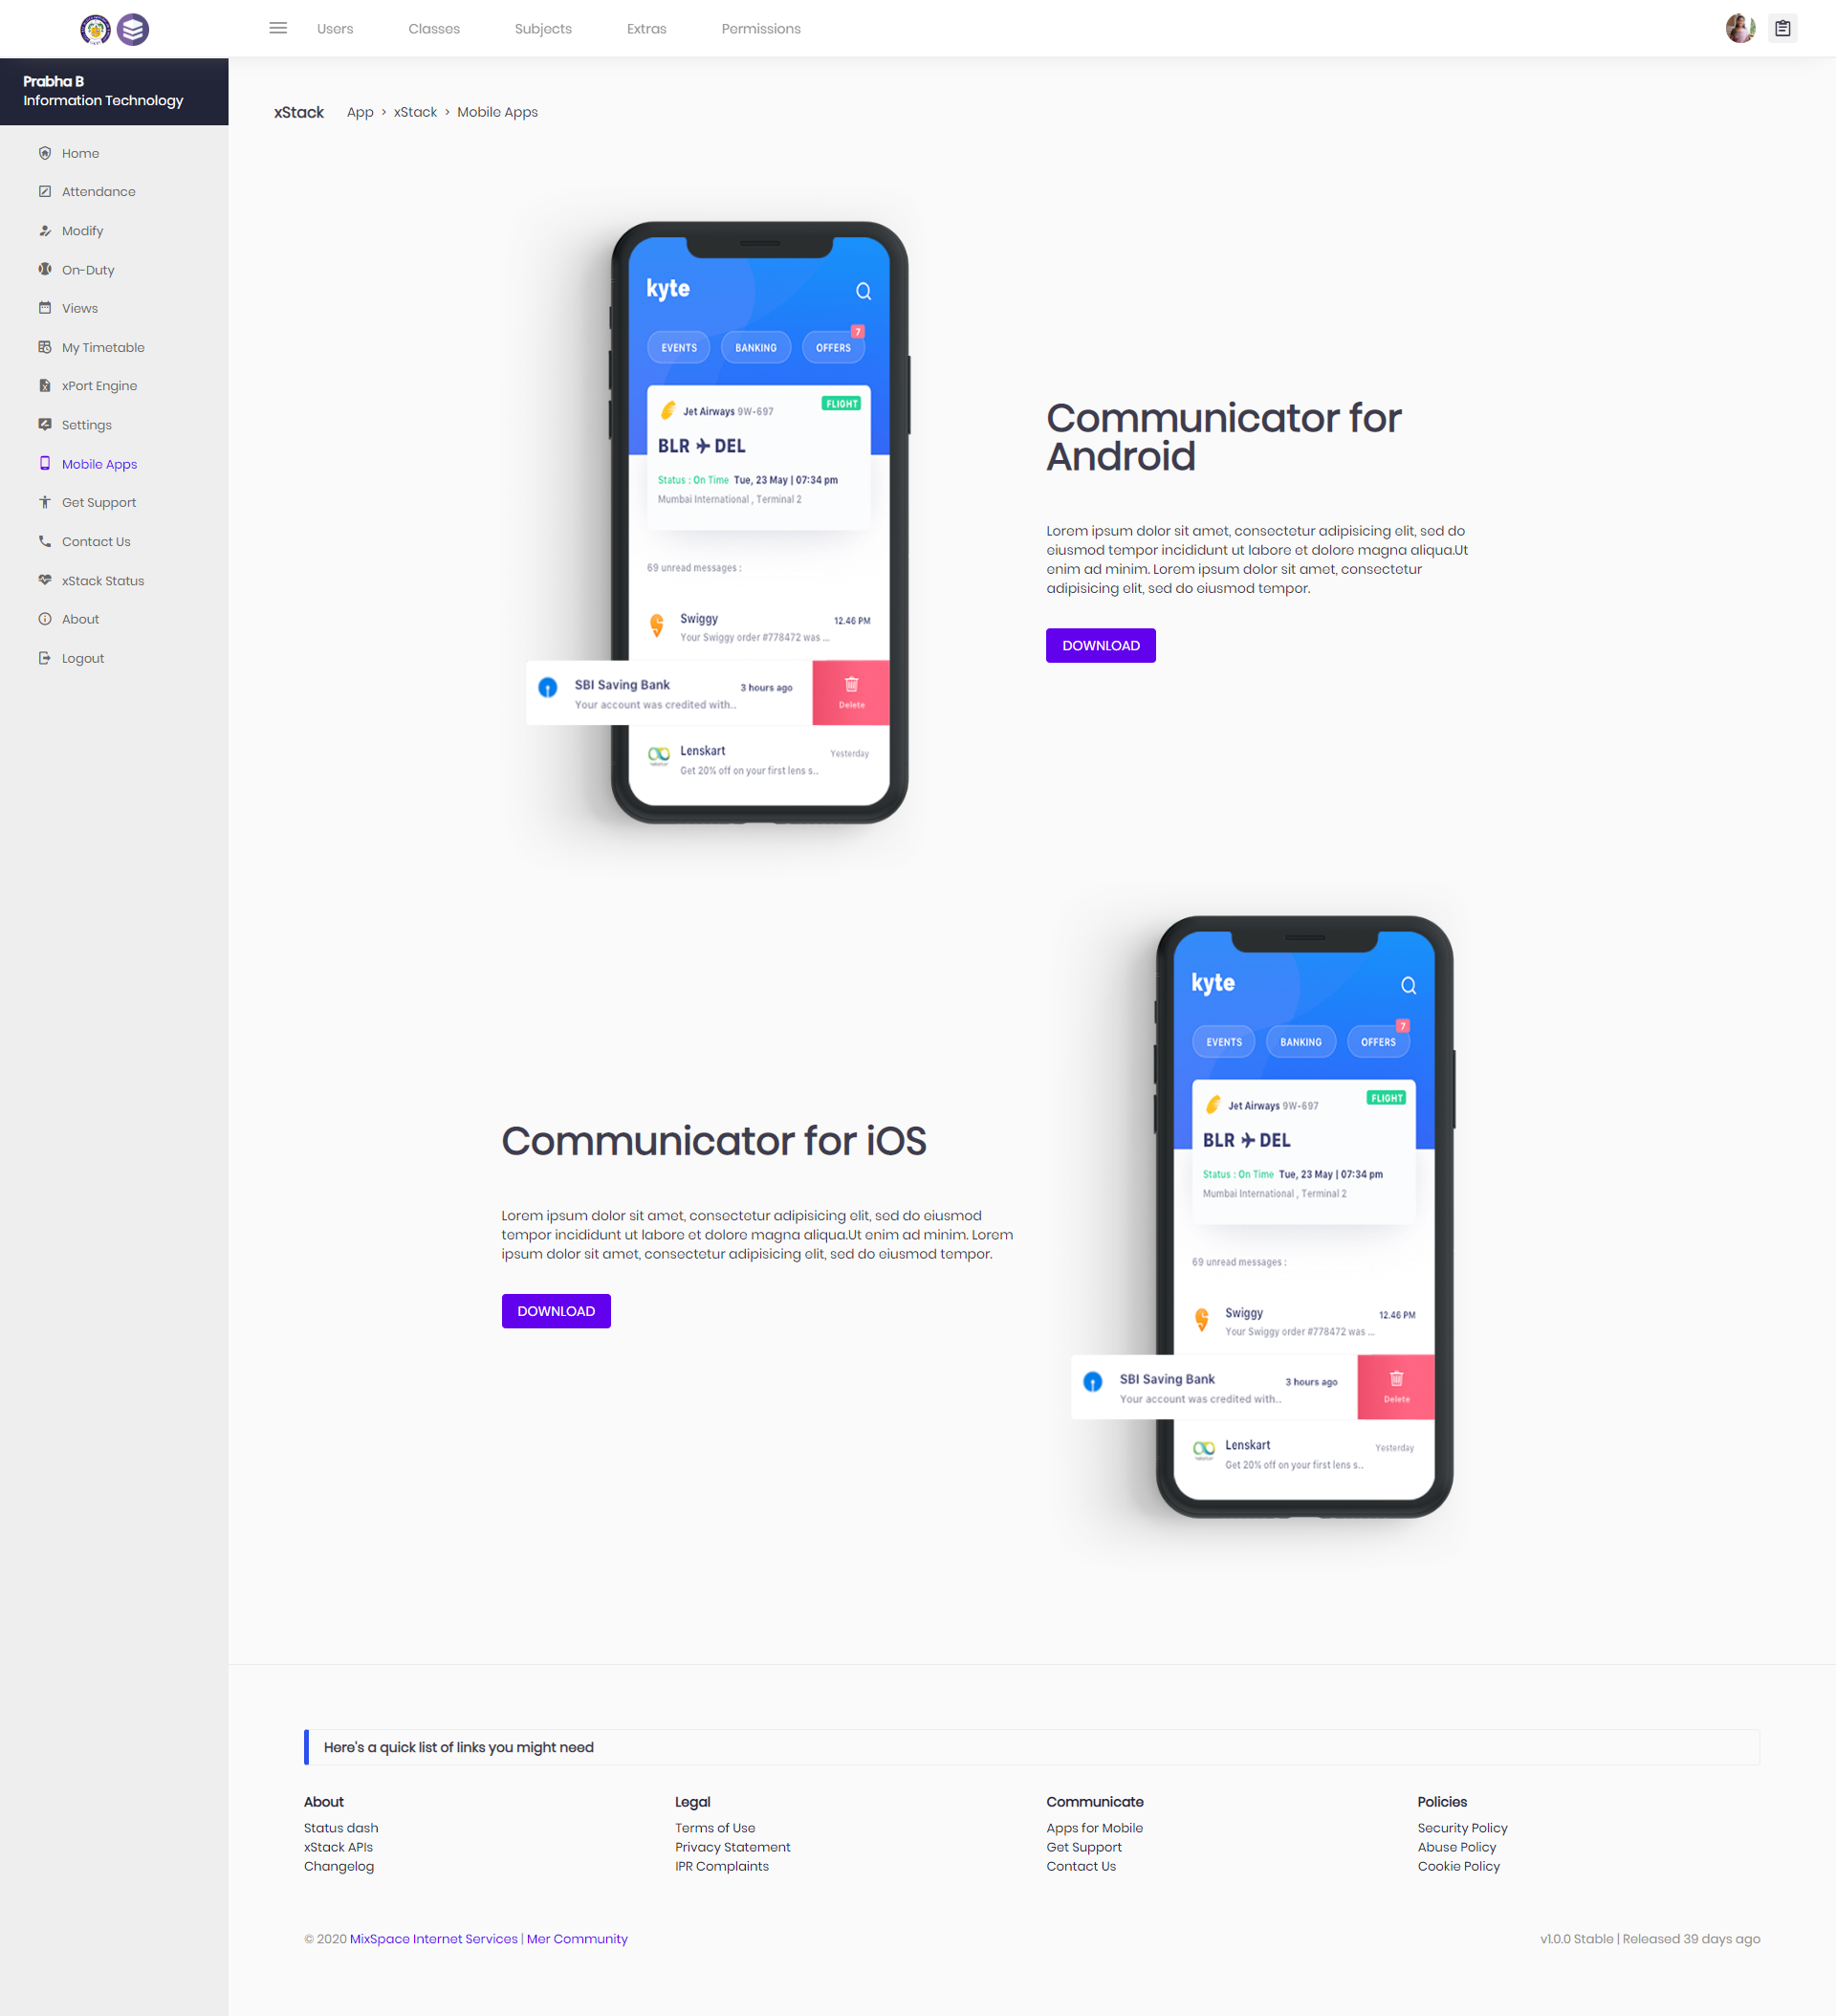 Users Classes Subjects Extras Permissions
Prabha B
Information Technology
Home
Attendance
Modify
On-Duty
Views
My Timetable
xPort Engine
Settings
Mobile Apps
Get Support
Contact Us
xStack Status
About
Logout
xStack App > xStack > Mobile Apps
kyte
7
EVENTS BANKING OFFERS
Jet Airways 9W-697 FLIGHT
BLR ✈ DEL
Status : On Time Tue, 23 May | 07:34 pm
Mumbai International , Terminal 2
69 unread messages :
Swiggy 12.46 PM
Your Swiggy order #778472 was ...
SBI Saving Bank 3 hours ago
Your account was credited with..
Delete
Lenskart Yesterday
Get 20% off on your first lens s..
Communicator for
Android
Lorem ipsum dolor sit amet, consectetur adipisicing elit, sed do
eiusmod tempor incididunt ut labore et dolore magna aliqua.Ut
enim ad minim. Lorem ipsum dolor sit amet, consectetur
adipisicing elit, sed do eiusmod tempor.
DOWNLOAD
Communicator for iOS
Lorem ipsum dolor sit amet, consectetur adipisicing elit, sed do eiusmod
tempor incididunt ut labore et dolore magna aliqua.Ut enim ad minim. Lorem
ipsum dolor sit amet, consectetur adipisicing elit, sed do eiusmod tempor.
DOWNLOAD
kyte
7
EVENTS BANKING OFFERS
Jet Airways 9W-697 FLIGHT
BLR ✈ DEL
Status : On Time Tue, 23 May | 07:34 pm
Mumbai International , Terminal 2
69 unread messages :
Swiggy 12.46 PM
Your Swiggy order #778472 was ...
SBI Saving Bank 3 hours ago
Your account was credited with..
Delete
Lenskart Yesterday
Get 20% off on your first lens s..
Here's a quick list of links you might need
About
Status dash
xStack APIs
Changelog
Legal
Terms of Use
Privacy Statement
IPR Complaints
Communicate
Apps for Mobile
Get Support
Contact Us
Policies
Security Policy
Abuse Policy
Cookie Policy
© 2020 MixSpace Internet Services | Mer Community
v1.0.0 Stable | Released 39 days ago